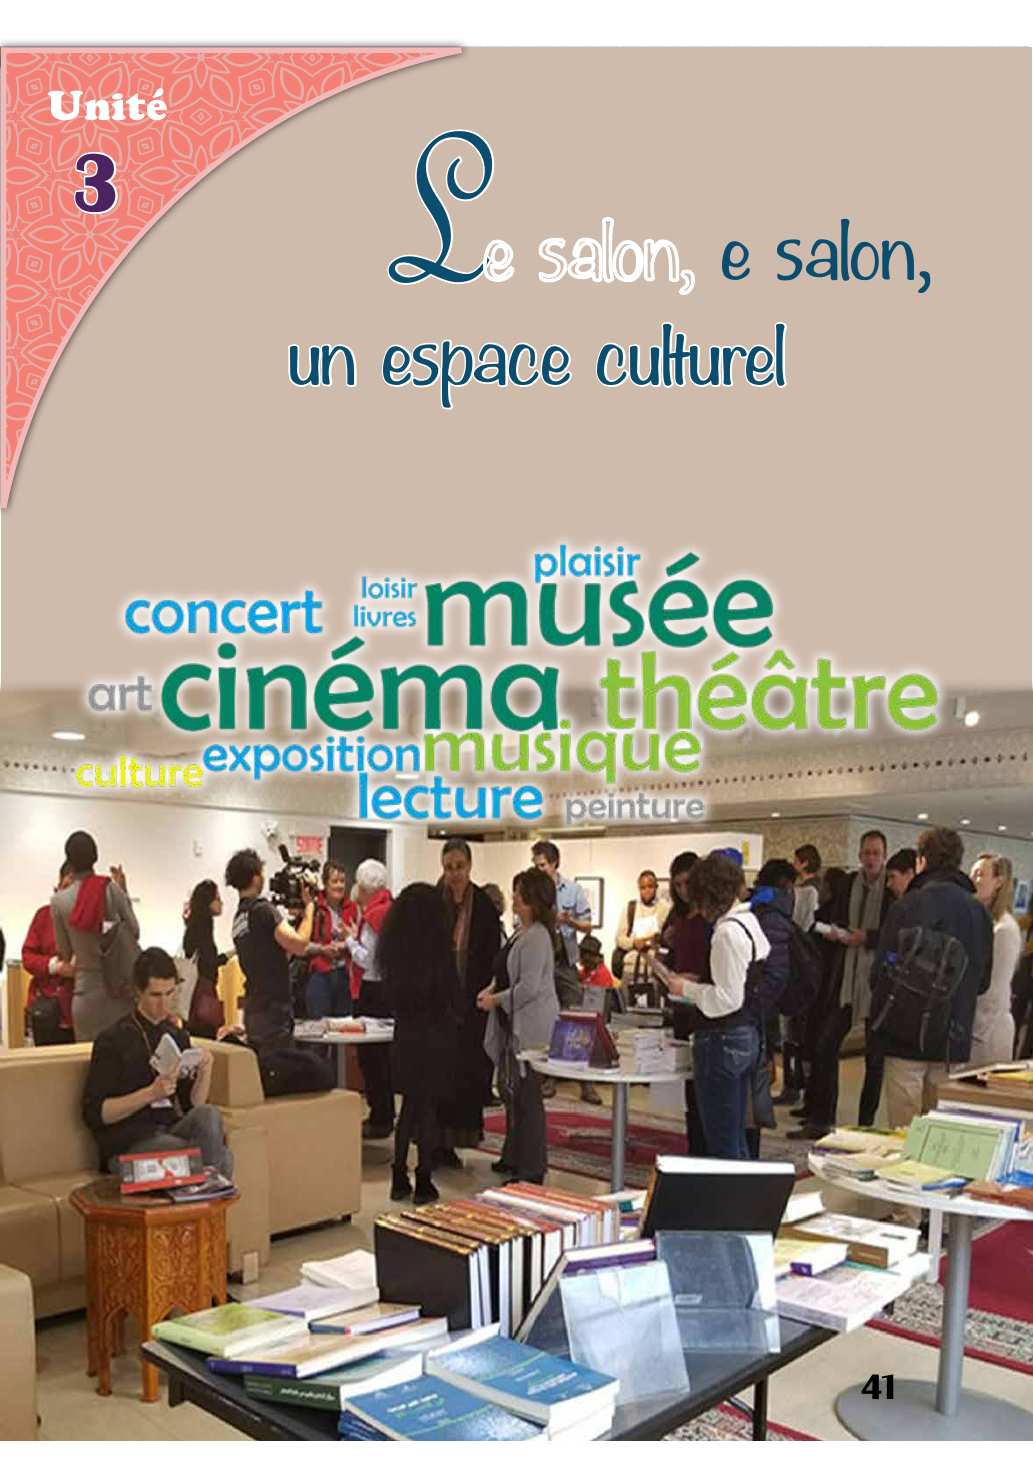 Unité
3
Le salon, e salon,
un espace culturel
plaisir
loisir
concert
livres
musée
art
cinéma
théâtre
culture
exposition
musique
lecture
peinture
SORTIE
41